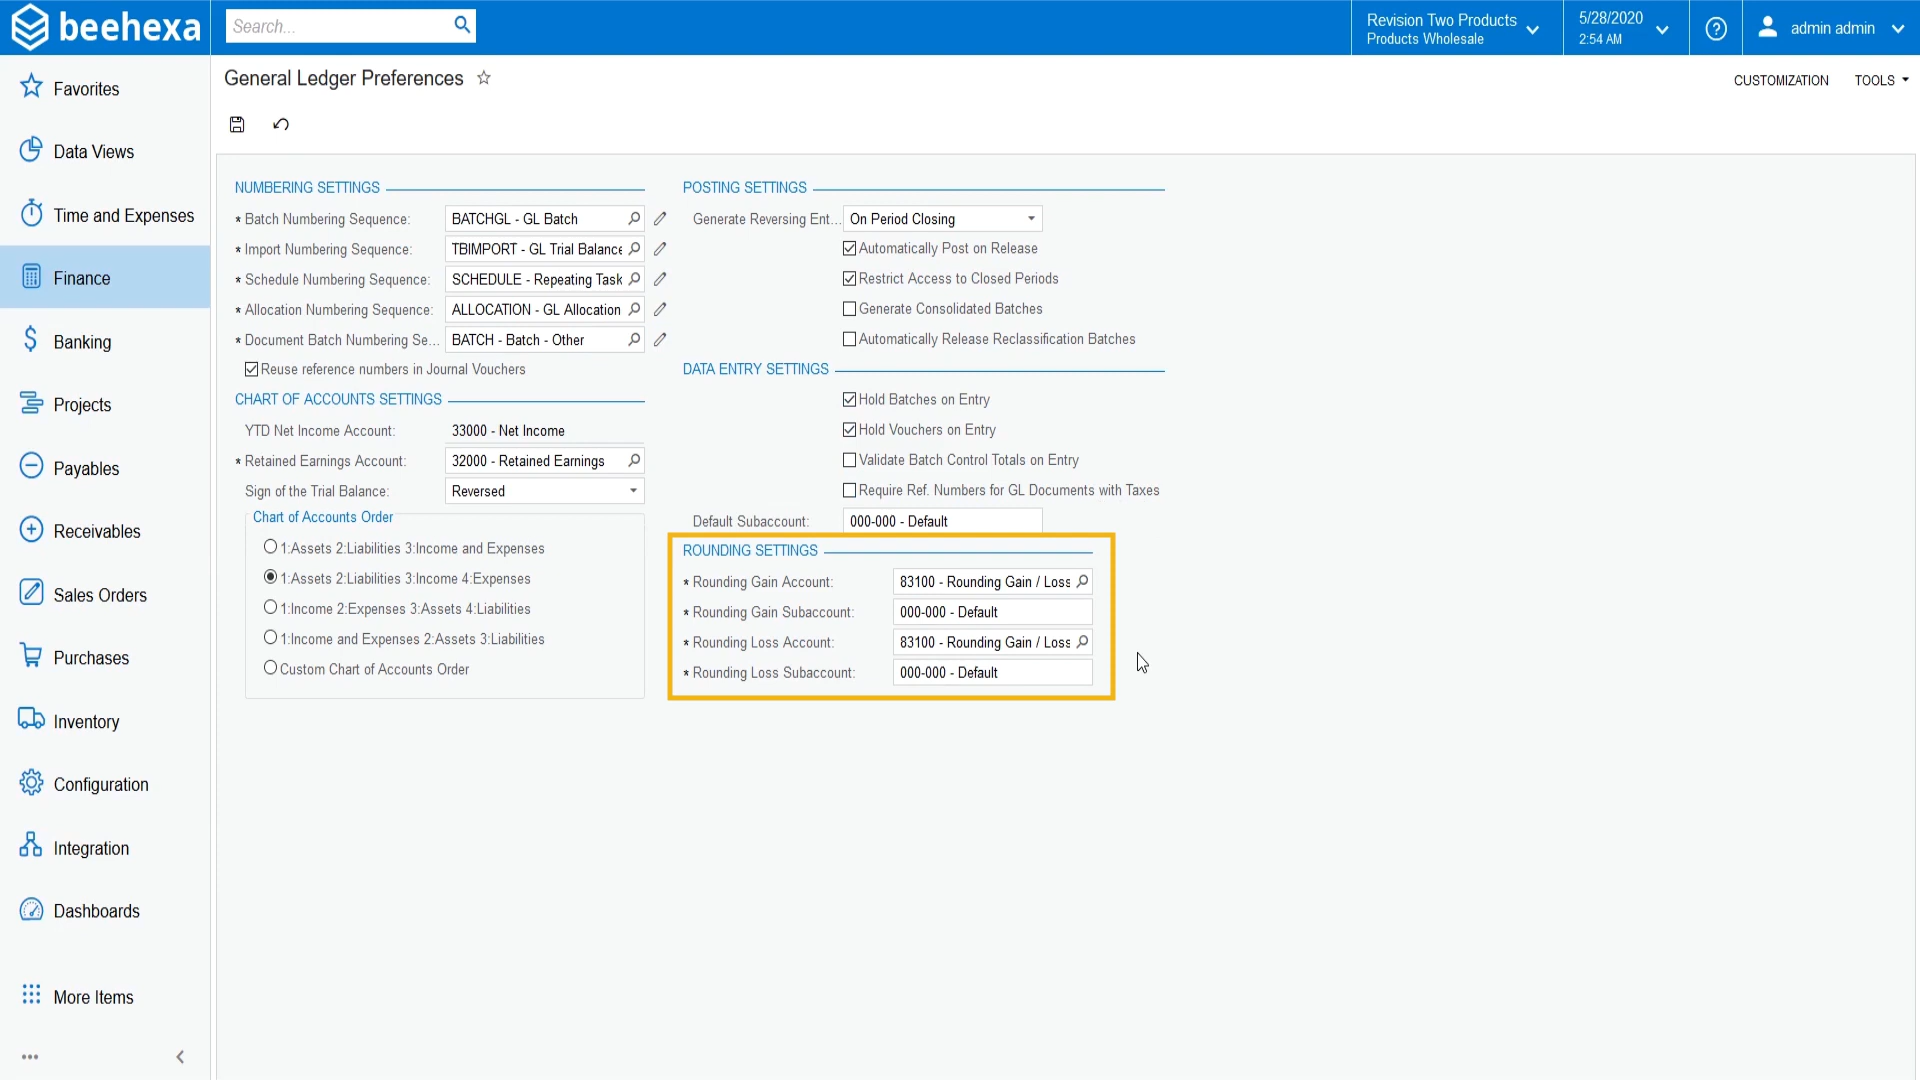 beehexa
Search...
Revision Two Products
Products Wholesale
5/28/2020
2:54 AM
admin admin
Favorites
Data Views
Time and Expenses
Finance
Banking
Projects
Payables
Receivables
Sales Orders
Purchases
Inventory
Configuration
Integration
Dashboards
More Items
General Ledger Preferences
CUSTOMIZATION
TOOLS
NUMBERING SETTINGS
* Batch Numbering Sequence: BATCHGL - GL Batch
* Import Numbering Sequence: TBIMPORT - GL Trial Balance
* Schedule Numbering Sequence: SCHEDULE - Repeating Task
* Allocation Numbering Sequence: ALLOCATION - GL Allocation
* Document Batch Numbering Se... BATCH - Batch - Other
Reuse reference numbers in Journal Vouchers
CHART OF ACCOUNTS SETTINGS
YTD Net Income Account: 33000 - Net Income
* Retained Earnings Account: 32000 - Retained Earnings
Sign of the Trial Balance: Reversed
Chart of Accounts Order
1:Assets 2:Liabilities 3:Income and Expenses
1:Assets 2:Liabilities 3:Income 4:Expenses
1:Income 2:Expenses 3:Assets 4:Liabilities
1:Income and Expenses 2:Assets 3:Liabilities
Custom Chart of Accounts Order
POSTING SETTINGS
Generate Reversing Ent... On Period Closing
Automatically Post on Release
Restrict Access to Closed Periods
Generate Consolidated Batches
Automatically Release Reclassification Batches
DATA ENTRY SETTINGS
Hold Batches on Entry
Hold Vouchers on Entry
Validate Batch Control Totals on Entry
Require Ref. Numbers for GL Documents with Taxes
Default Subaccount: 000-000 - Default
ROUNDING SETTINGS
* Rounding Gain Account: 83100 - Rounding Gain / Loss
* Rounding Gain Subaccount: 000-000 - Default
* Rounding Loss Account: 83100 - Rounding Gain / Loss
* Rounding Loss Subaccount: 000-000 - Default